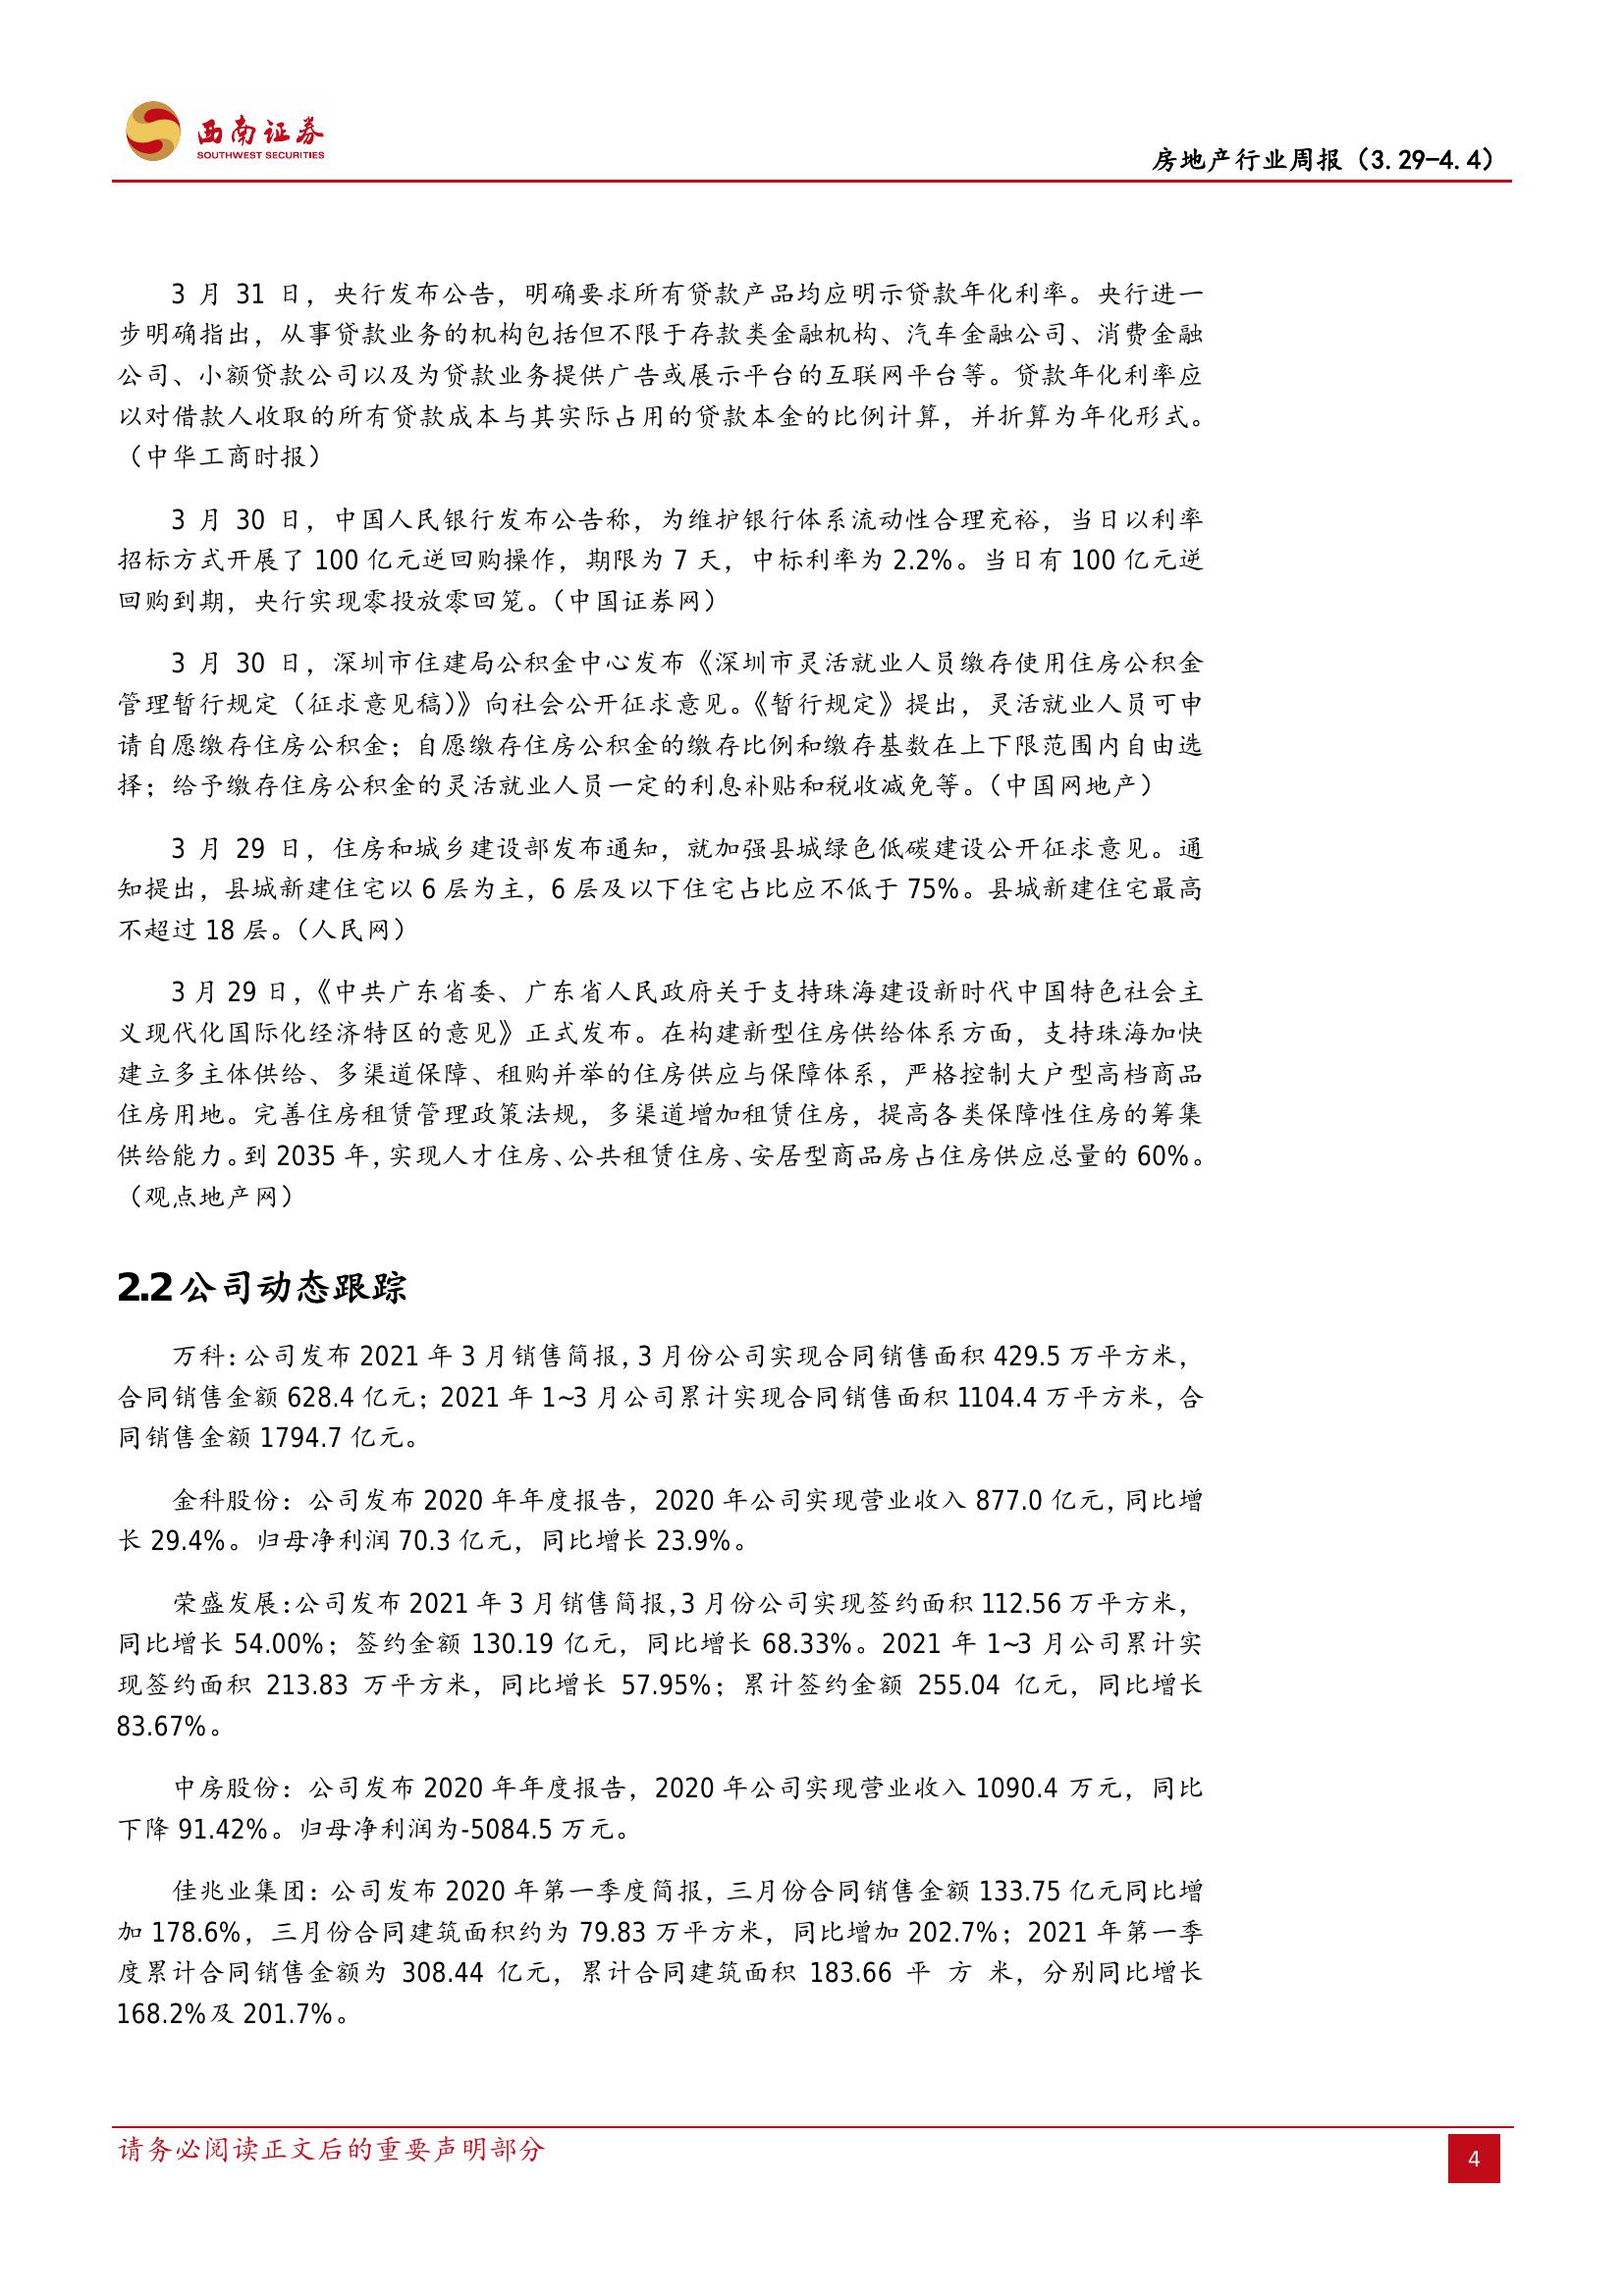 西南证券
SOUTHWEST SECURITIES
房地产行业周报（3.29-4.4）
3 月 31 日，央行发布公告，明确要求所有贷款产品均应明示贷款年化利率。央行进一
步明确指出，从事贷款业务的机构包括但不限于存款类金融机构、汽车金融公司、消费金融
公司、小额贷款公司以及为贷款业务提供广告或展示平台的互联网平台等。贷款年化利率应
以对借款人收取的所有贷款成本与其实际占用的贷款本金的比例计算，并折算为年化形式。
（中华工商时报）
3 月 30 日，中国人民银行发布公告称，为维护银行体系流动性合理充裕，当日以利率
招标方式开展了 100 亿元逆回购操作，期限为 7 天，中标利率为 2.2%。当日有 100 亿元逆
回购到期，央行实现零投放零回笼。（中国证券网）
3 月 30 日，深圳市住建局公积金中心发布《深圳市灵活就业人员缴存使用住房公积金
管理暂行规定（征求意见稿）》向社会公开征求意见。《暂行规定》提出，灵活就业人员可申
请自愿缴存住房公积金；自愿缴存住房公积金的缴存比例和缴存基数在上下限范围内自由选
择；给予缴存住房公积金的灵活就业人员一定的利息补贴和税收减免等。（中国网地产）
3 月 29 日，住房和城乡建设部发布通知，就加强县城绿色低碳建设公开征求意见。通
知提出，县城新建住宅以 6 层为主，6 层及以下住宅占比应不低于 75%。县城新建住宅最高
不超过 18 层。（人民网）
3 月 29 日，《中共广东省委、广东省人民政府关于支持珠海建设新时代中国特色社会主
义现代化国际化经济特区的意见》正式发布。在构建新型住房供给体系方面，支持珠海加快
建立多主体供给、多渠道保障、租购并举的住房供应与保障体系，严格控制大户型高档商品
住房用地。完善住房租赁管理政策法规，多渠道增加租赁住房，提高各类保障性住房的筹集
供给能力。到 2035 年，实现人才住房、公共租赁住房、安居型商品房占住房供应总量的 60%。
（观点地产网）
2.2 公司动态跟踪
万科：公司发布 2021 年 3 月销售简报，3 月份公司实现合同销售面积 429.5 万平方米，
合同销售金额 628.4 亿元；2021 年 1~3 月公司累计实现合同销售面积 1104.4 万平方米，合
同销售金额 1794.7 亿元。
金科股份：公司发布 2020 年年度报告，2020 年公司实现营业收入 877.0 亿元，同比增
长 29.4%。归母净利润 70.3 亿元，同比增长 23.9%。
荣盛发展：公司发布 2021 年 3 月销售简报，3 月份公司实现签约面积 112.56 万平方米，
同比增长 54.00%；签约金额 130.19 亿元，同比增长 68.33%。2021 年 1~3 月公司累计实
现签约面积 213.83 万平方米，同比增长 57.95%；累计签约金额 255.04 亿元，同比增长
83.67%。
中房股份：公司发布 2020 年年度报告，2020 年公司实现营业收入 1090.4 万元，同比
下降 91.42%。归母净利润为-5084.5 万元。
佳兆业集团：公司发布 2020 年第一季度简报，三月份合同销售金额 133.75 亿元同比增
加 178.6%，三月份合同建筑面积约为 79.83 万平方米，同比增加 202.7%；2021 年第一季
度累计合同销售金额为 308.44 亿元，累计合同建筑面积 183.66 平 方 米，分别同比增长
168.2%及 201.7%。
请务必阅读正文后的重要声明部分
4